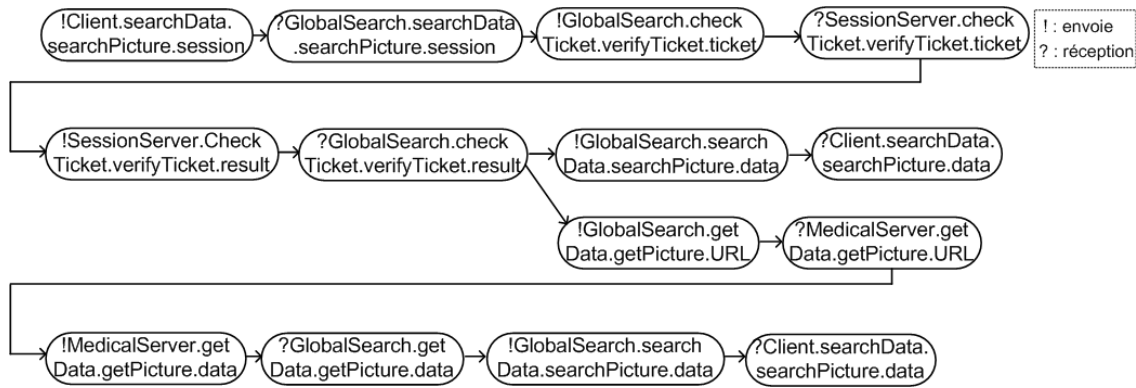 !Client.searchData.
searchPicture.session
?GlobalSearch.searchData
.searchPicture.session
!GlobalSearch.check
Ticket.verifyTicket.ticket
?SessionServer.check
Ticket.verifyTicket.ticket
! : envoie
? : réception
!SessionServer.Check
Ticket.verifyTicket.result
?GlobalSearch.check
Ticket.verifyTicket.result
!GlobalSearch.search
Data.searchPicture.data
?Client.searchData.
searchPicture.data
!GlobalSearch.get
Data.getPicture.URL
?MedicalServer.get
Data.getPicture.URL
!MedicalServer.get
Data.getPicture.data
?GlobalSearch.get
Data.getPicture.data
!GlobalSearch.search
Data.searchPicture.data
?Client.searchData.
searchPicture.data